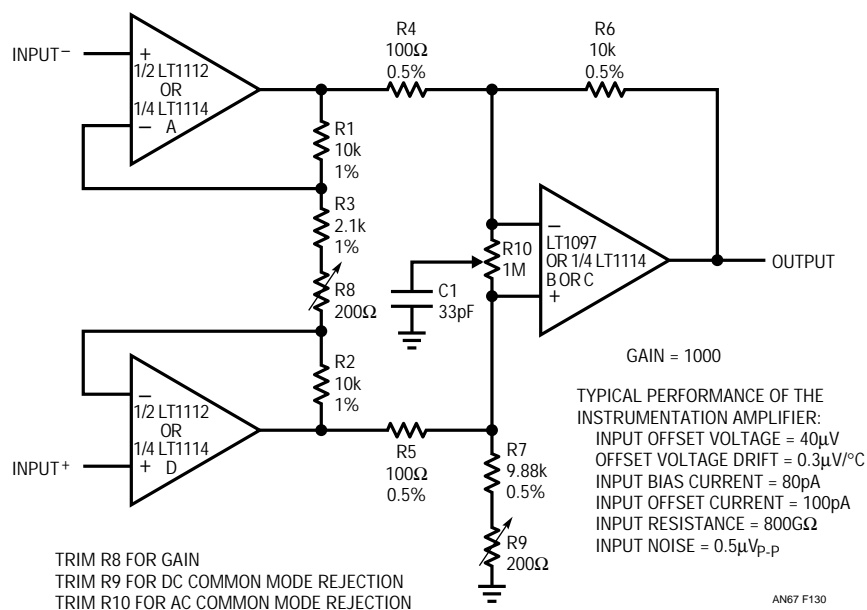 INPUT–
+
1/2 LT1112
OR
1/4 LT1114
– A
R4
100Ω
0.5%
R6
10k
0.5%
R1
10k
1%
R3
2.1k
1%
R8
200Ω
C1
33pF
R10
1M
–
LT1097
OR 1/4 LT1114
B OR C
+
OUTPUT
R2
10k
1%
–
1/2 LT1112
OR
1/4 LT1114
+ D
INPUT+
R5
100Ω
0.5%
R7
9.88k
0.5%
R9
200Ω
GAIN = 1000
TYPICAL PERFORMANCE OF THE
INSTRUMENTATION AMPLIFIER:
INPUT OFFSET VOLTAGE = 40µV
OFFSET VOLTAGE DRIFT = 0.3µV/°C
INPUT BIAS CURRENT = 80pA
INPUT OFFSET CURRENT = 100pA
INPUT RESISTANCE = 800GΩ
INPUT NOISE = 0.5µVP-P
TRIM R8 FOR GAIN
TRIM R9 FOR DC COMMON MODE REJECTION
TRIM R10 FOR AC COMMON MODE REJECTION
AN67 F130